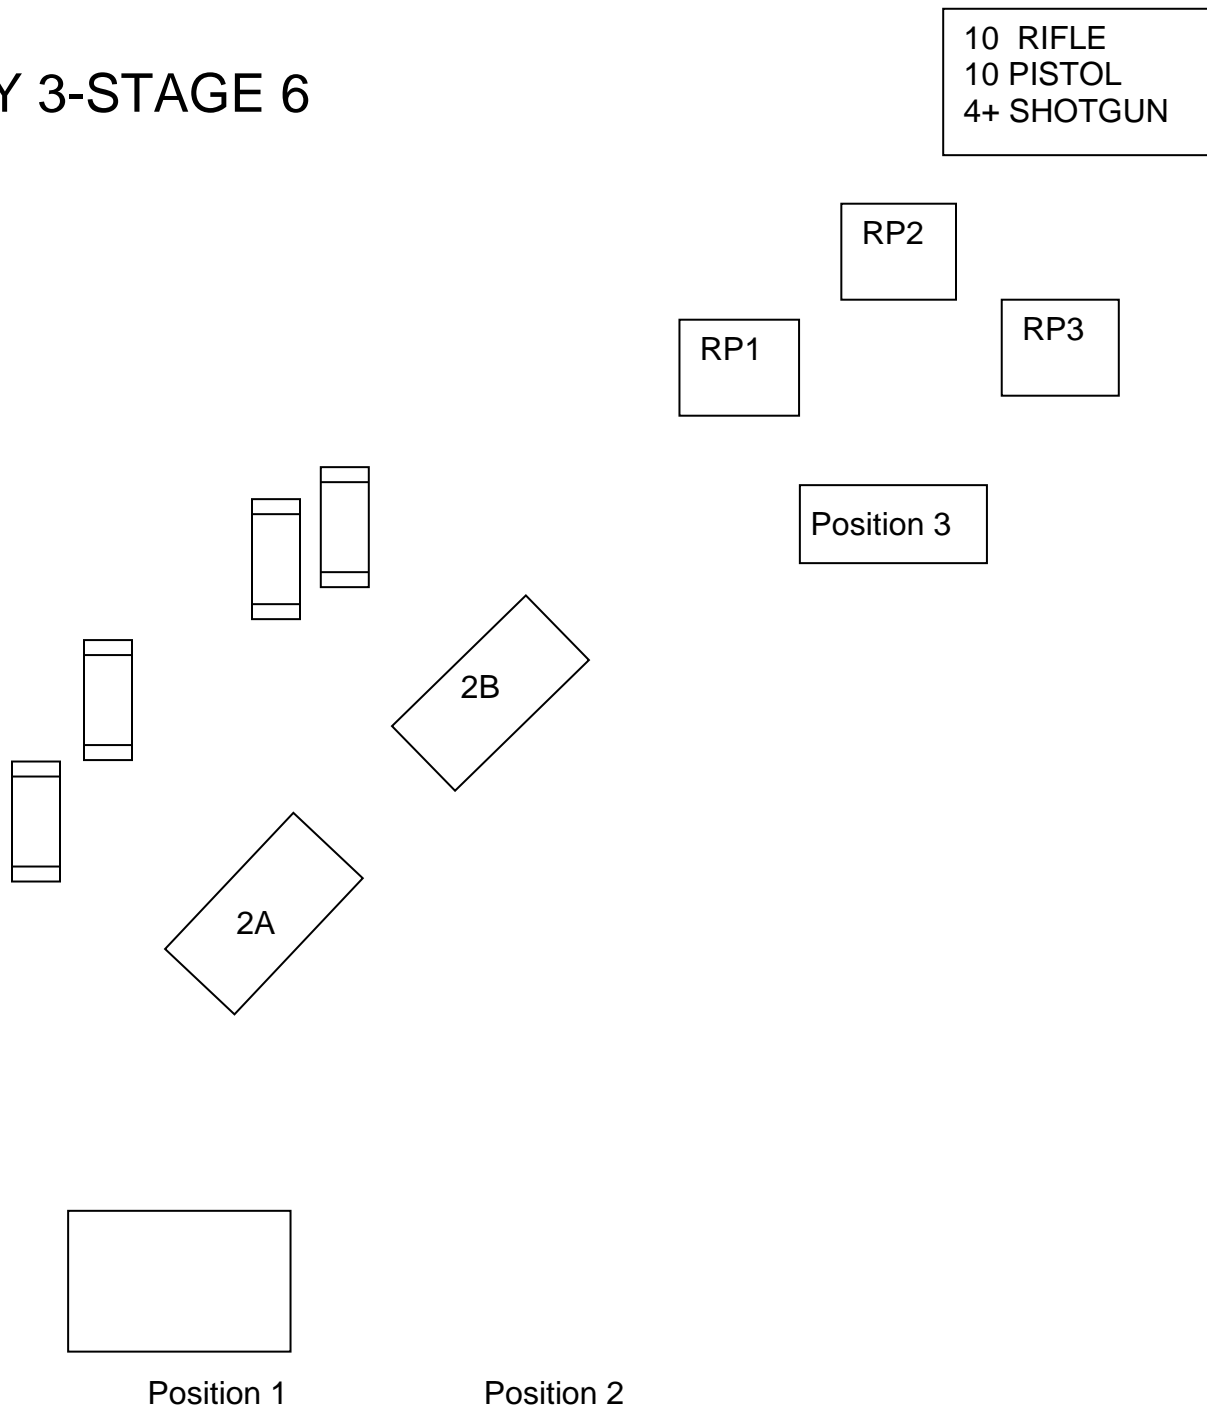 Y 3-STAGE 6
10 RIFLE
10 PISTOL
4+ SHOTGUN
RP2
RP1
RP3
Position 3
2B
2A
Position 1
Position 2